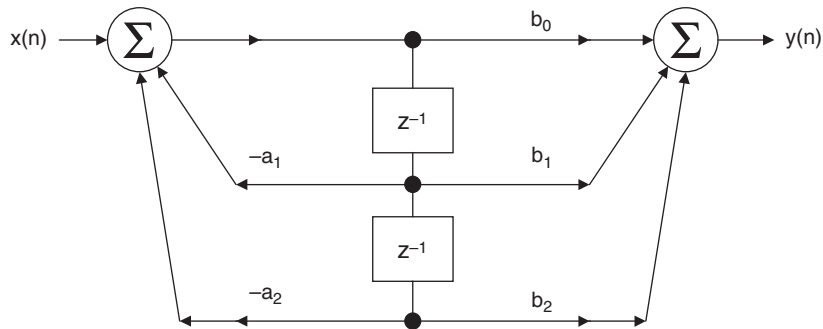 x(n) Σ b₀ Σ y(n)
z⁻¹
−a₁ b₁
z⁻¹
−a₂ b₂